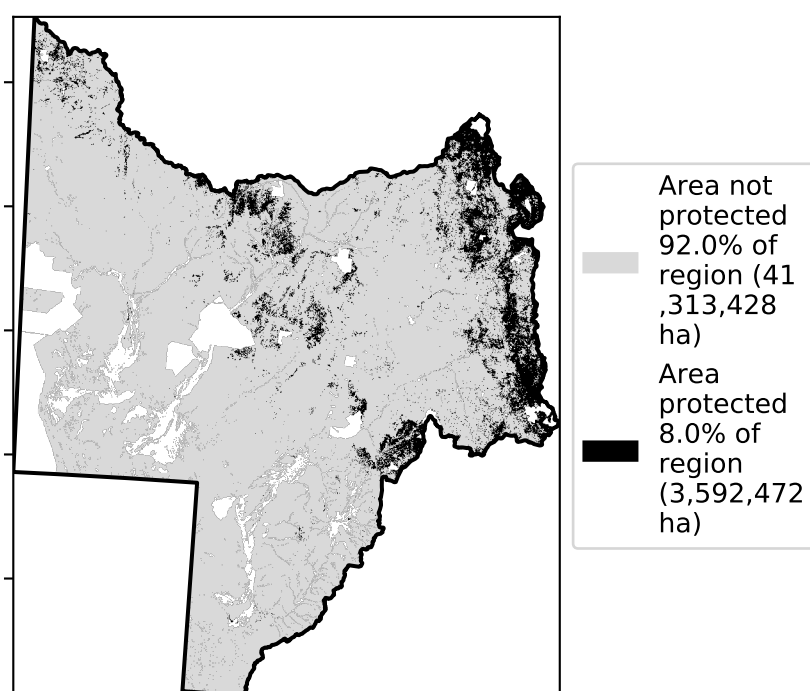 Area not
protected
92.0% of
region (41
,313,428
ha)
Area
protected
8.0% of
region
(3,592,472
ha)